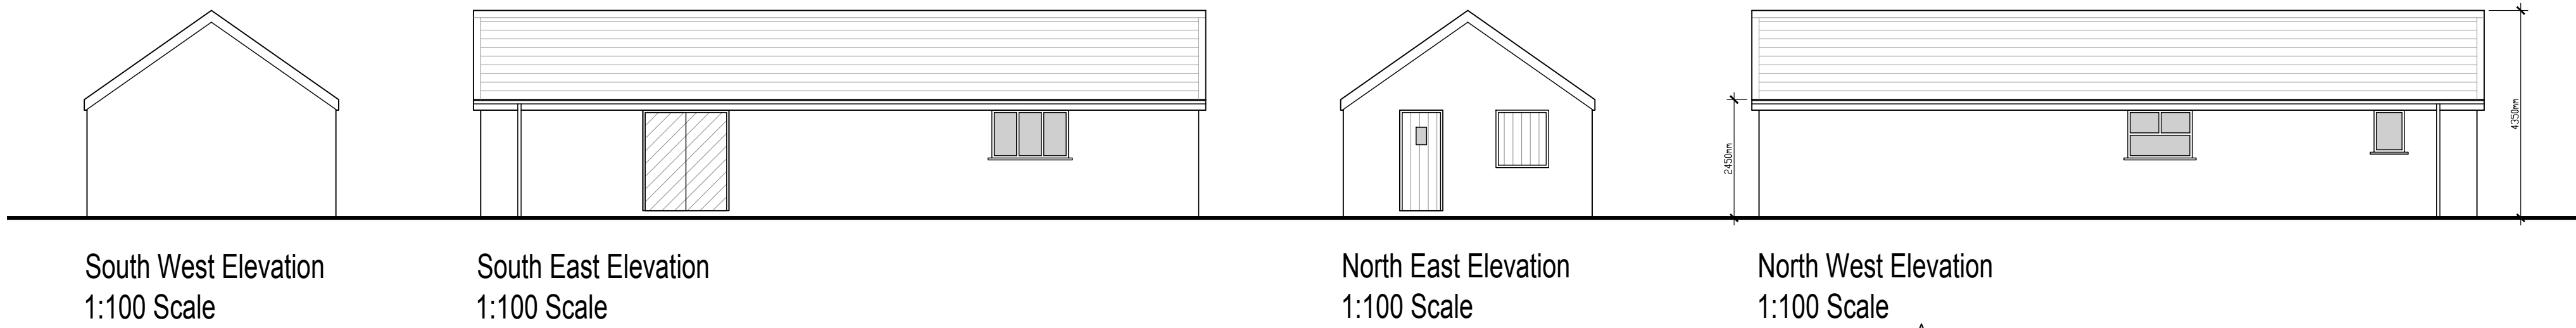 2450mm
4350mm
South West Elevation
1:100 Scale
South East Elevation
1:100 Scale
North East Elevation
1:100 Scale
North West Elevation
1:100 Scale